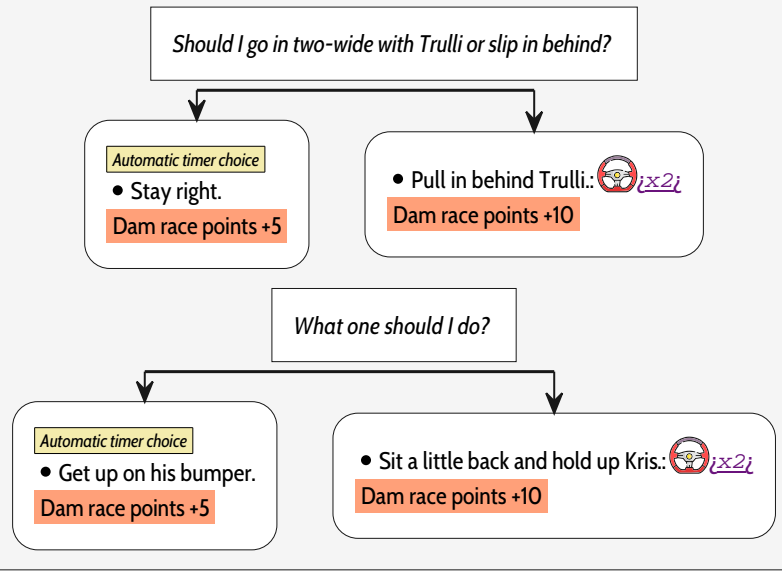 Should I go in two-wide with Trulli or slip in behind?
Automatic timer choice
• Stay right.
Dam race points +5
• Pull in behind Trulli.: ¿x2¿
Dam race points +10
What one should I do?
Automatic timer choice
• Get up on his bumper.
Dam race points +5
• Sit a little back and hold up Kris.: ¿x2¿
Dam race points +10